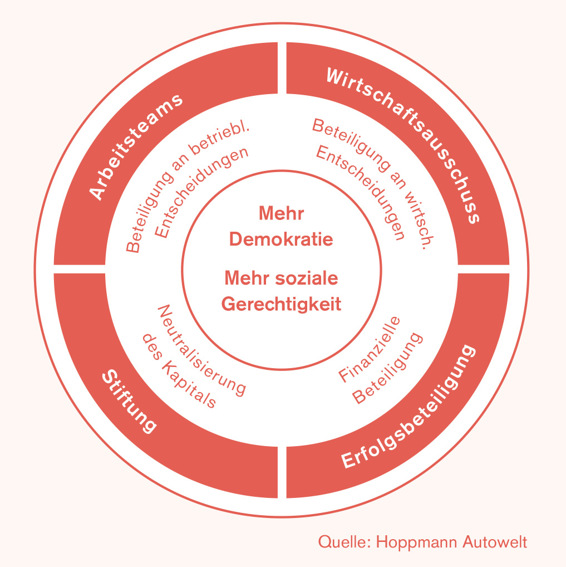 Arbeitsteams
Wirtschaftsausschuss
Beteiligung an betriebl.
Entscheidungen
Beteiligung an wirtsch.
Entscheidungen
Mehr
Demokratie
Mehr soziale
Gerechtigkeit
Neutralisierung
des Kapitals
Finanzielle
Beteiligung
Stiftung
Erfolgsbeteiligung
Quelle: Hoppmann Autowelt